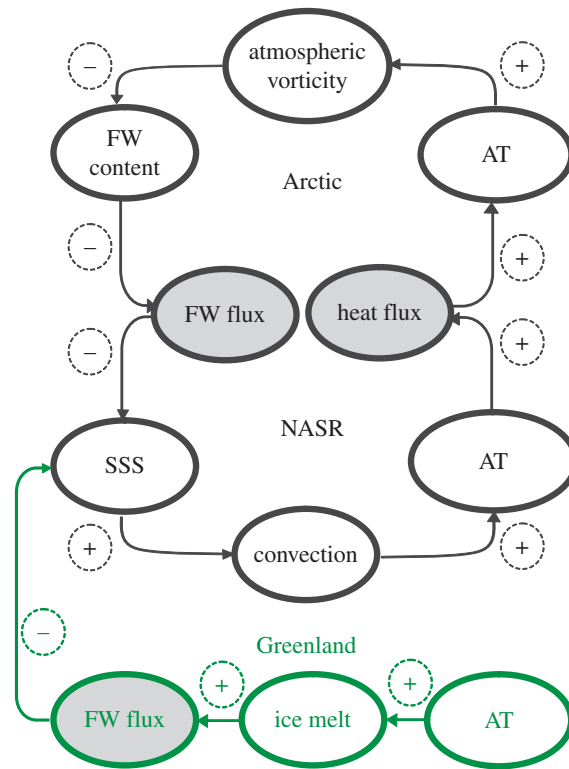 atmospheric
vorticity
–
+
FW
content
AT
Arctic
–
+
FW flux
heat flux
–
+
NASR
SSS
AT
+
convection
+
–
Greenland
+
+
FW flux
ice melt
AT